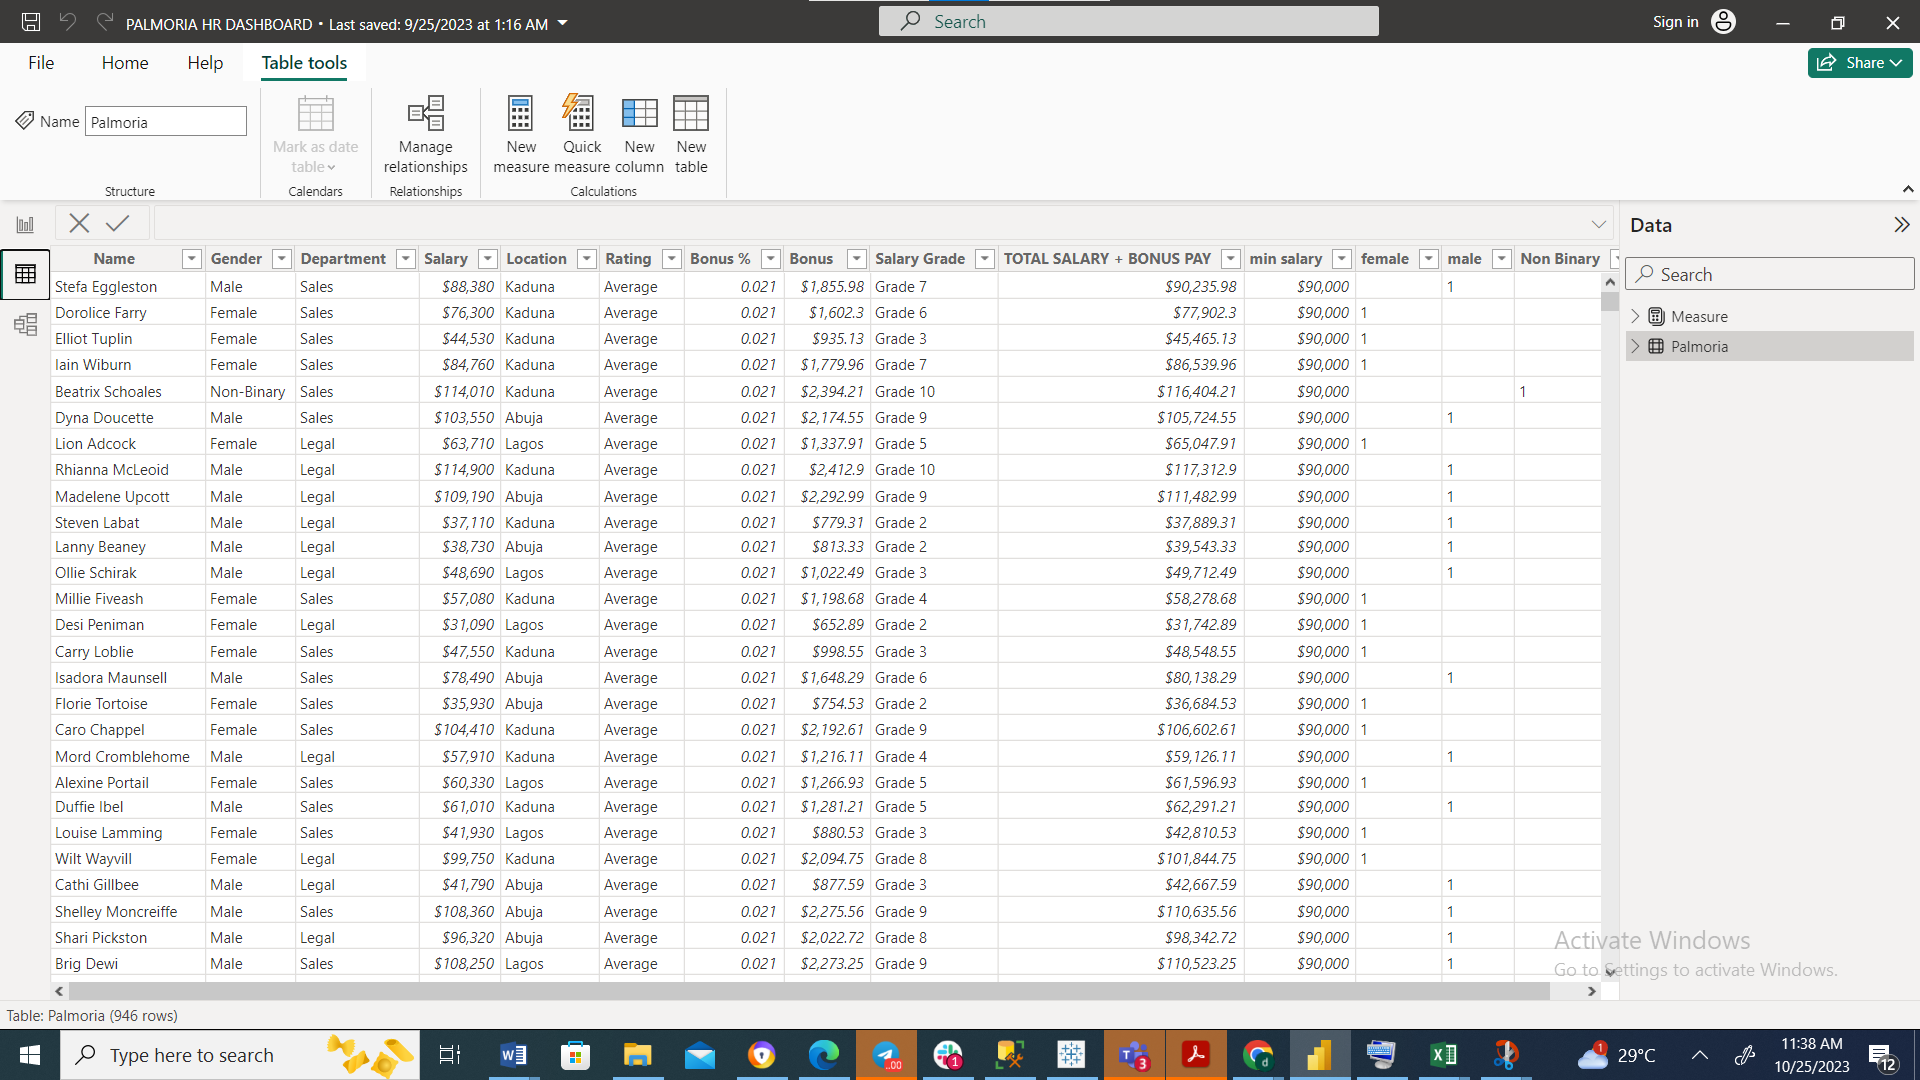 PALMORIA HR DASHBOARD • Last saved: 9/25/2023 at 1:16 AM
Search
Sign in
File Home Help Table tools
Share
Name Palmoria
Mark as date table
Manage relationships
New measure
Quick measure
New column
New table
Structure Calendars Relationships Calculations
Data
Search
Measure
Palmoria
Name Gender Department Salary Location Rating Bonus % Bonus Salary Grade TOTAL SALARY + BONUS PAY min salary female male Non Binary
Stefa Eggleston Male Sales $88,380 Kaduna Average 0.021 $1,855.98 Grade 7 $90,235.98 $90,000 1
Dorolice Farry Female Sales $76,300 Kaduna Average 0.021 $1,602.3 Grade 6 $77,902.3 $90,000 1
Elliot Tuplin Female Sales $44,530 Kaduna Average 0.021 $935.13 Grade 3 $45,465.13 $90,000 1
Iain Wiburn Female Sales $84,760 Kaduna Average 0.021 $1,779.96 Grade 7 $86,539.96 $90,000 1
Beatrix Schoales Non-Binary Sales $114,010 Kaduna Average 0.021 $2,394.21 Grade 10 $116,404.21 $90,000 1
Dyna Doucette Male Sales $103,550 Abuja Average 0.021 $2,174.55 Grade 9 $105,724.55 $90,000 1
Lion Adcock Female Legal $63,710 Lagos Average 0.021 $1,337.91 Grade 5 $65,047.91 $90,000 1
Rhianna McLeoid Male Legal $114,900 Kaduna Average 0.021 $2,412.9 Grade 10 $117,312.9 $90,000 1
Madelene Upcott Male Legal $109,190 Abuja Average 0.021 $2,292.99 Grade 9 $111,482.99 $90,000 1
Steven Labat Male Legal $37,110 Kaduna Average 0.021 $779.31 Grade 2 $37,889.31 $90,000 1
Lanny Beaney Male Legal $38,730 Abuja Average 0.021 $813.33 Grade 2 $39,543.33 $90,000 1
Ollie Schirak Male Legal $48,690 Lagos Average 0.021 $1,022.49 Grade 3 $49,712.49 $90,000 1
Millie Fiveash Female Sales $57,080 Kaduna Average 0.021 $1,198.68 Grade 4 $58,278.68 $90,000 1
Desi Peniman Female Legal $31,090 Lagos Average 0.021 $652.89 Grade 2 $31,742.89 $90,000 1
Carry Loblie Female Sales $47,550 Kaduna Average 0.021 $998.55 Grade 3 $48,548.55 $90,000 1
Isadora Maunsell Male Sales $78,490 Abuja Average 0.021 $1,648.29 Grade 6 $80,138.29 $90,000 1
Florie Tortoise Female Sales $35,930 Abuja Average 0.021 $754.53 Grade 2 $36,684.53 $90,000 1
Caro Chappel Female Sales $104,410 Kaduna Average 0.021 $2,192.61 Grade 9 $106,602.61 $90,000 1
Mord Cromblehome Male Legal $57,910 Kaduna Average 0.021 $1,216.11 Grade 4 $59,126.11 $90,000 1
Alexine Portail Female Sales $60,330 Lagos Average 0.021 $1,266.93 Grade 5 $61,596.93 $90,000 1
Duffie Ibel Male Sales $61,010 Kaduna Average 0.021 $1,281.21 Grade 5 $62,291.21 $90,000 1
Louise Lamming Female Sales $41,930 Lagos Average 0.021 $880.53 Grade 3 $42,810.53 $90,000 1
Wilt Wayvill Female Legal $99,750 Kaduna Average 0.021 $2,094.75 Grade 8 $101,844.75 $90,000 1
Cathi Gillbee Male Legal $41,790 Abuja Average 0.021 $877.59 Grade 3 $42,667.59 $90,000 1
Shelley Moncreiffe Male Sales $108,360 Abuja Average 0.021 $2,275.56 Grade 9 $110,635.56 $90,000 1
Shari Pickston Male Legal $96,320 Abuja Average 0.021 $2,022.72 Grade 8 $98,342.72 $90,000 1
Brig Dewi Male Sales $108,250 Lagos Average 0.021 $2,273.25 Grade 9 $110,523.25 $90,000 1
Activate Windows
Go to Settings to activate Windows.
Table: Palmoria (946 rows)
Type here to search
29°C
11:38 AM
10/25/2023
12